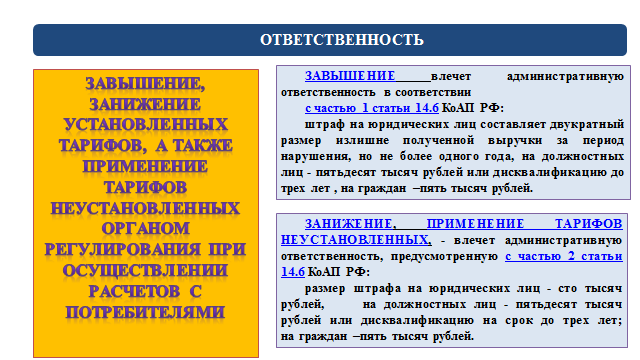 ОТВЕТСТВЕННОСТЬ
ЗАВЫШЕНИЕ,
ЗАНИЖЕНИЕ
УСТАНОВЛЕННЫХ
ТАРИФОВ, А ТАКЖЕ
ПРИМЕНЕНИЕ
ТАРИФОВ
НЕУСТАНОВЛЕННЫХ
ОРГАНОМ
РЕГУЛИРОВАНИЯ ПРИ
ОСУЩЕСТВЛЕНИИ
РАСЧЕТОВ С
ПОТРЕБИТЕЛЯМИ
ЗАВЫШЕНИЕ влечет административную
ответственность в соответствии
с частью 1 статьи 14.6 КоАП РФ:
штраф на юридических лиц составляет двукратный
размер излишне полученной выручки за период
нарушения, но не более одного года, на должностных
лиц - пятьдесят тысяч рублей или дисквалификацию до
трех лет , на граждан –пять тысяч рублей.
ЗАНИЖЕНИЕ, ПРИМЕНЕНИЕ ТАРИФОВ
НЕУСТАНОВЛЕННЫХ, - влечет административную
ответственность, предусмотренную с частью 2 статьи
14.6 КоАП РФ:
размер штрафа на юридических лиц - сто тысяч
рублей, на должностных лиц - пятьдесят тысяч
рублей или дисквалификацию на срок до трех лет;
на граждан –пять тысяч рублей.